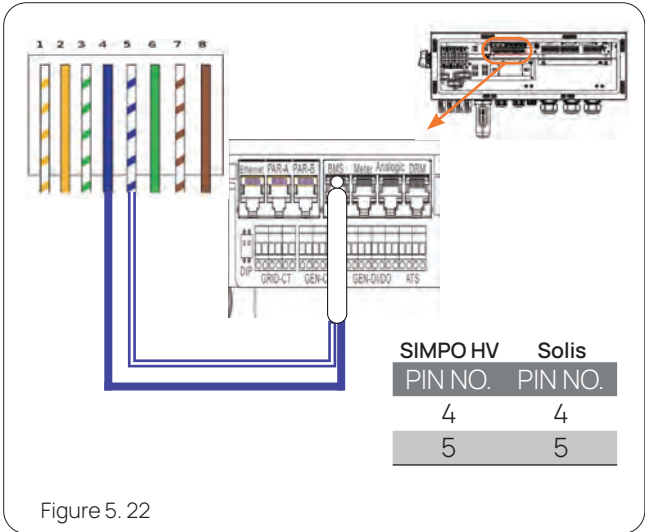 1 2 3 4 5 6 7 8
Ethernet PAR-A PAR-B BMS Meter Analogic DRM
DIP
GRID-CT GEN-C GEN-DI/DO ATS
SIMPO HV Solis
PIN NO. PIN NO.
4 4
5 5
Figure 5. 22